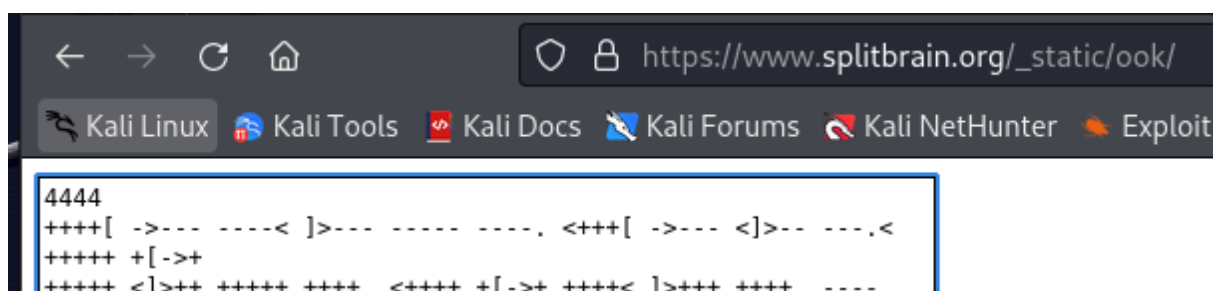 https://www.splitbrain.org/_static/ook/
Kali Linux Kali Tools Kali Docs Kali Forums Kali NetHunter Exploit
4444
++++[ ->--- ----< ]>--- ----- ----. <+++[ ->--- <]>-- ---.<
+++++ +[->+